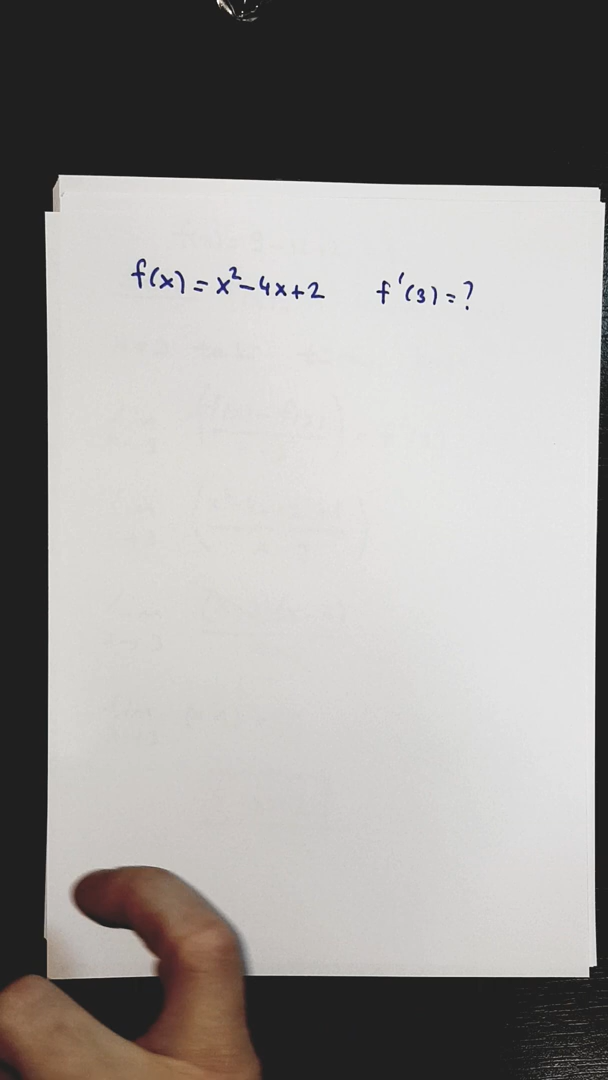 f(x) = x²-4x+2 f'(3) = ?